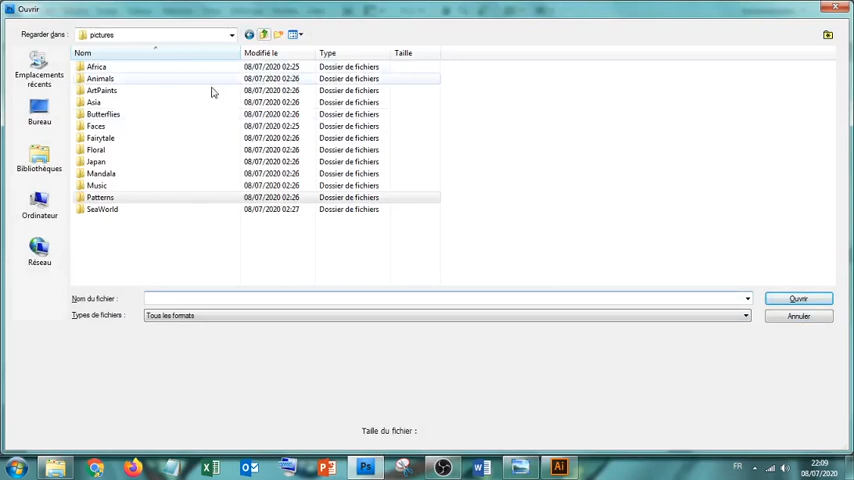 Ouvrir
Regarder dans : pictures
Nom Modifié le Type Taille
Africa 08/07/2020 02:25 Dossier de fichiers
Animals 08/07/2020 02:26 Dossier de fichiers
ArtPaints 08/07/2020 02:26 Dossier de fichiers
Asia 08/07/2020 02:26 Dossier de fichiers
Butterflies 08/07/2020 02:26 Dossier de fichiers
Faces 08/07/2020 02:25 Dossier de fichiers
Fairytale 08/07/2020 02:26 Dossier de fichiers
Floral 08/07/2020 02:26 Dossier de fichiers
Japan 08/07/2020 02:26 Dossier de fichiers
Mandala 08/07/2020 02:26 Dossier de fichiers
Music 08/07/2020 02:26 Dossier de fichiers
Patterns 08/07/2020 02:26 Dossier de fichiers
SeaWorld 08/07/2020 02:27 Dossier de fichiers
Emplacements
récents
Bureau
Bibliothèques
Ordinateur
Réseau
Nom du fichier : Ouvrir
Types de fichiers : Tous les formats Annuler
Taille du fichier :
Ps Ai FR 22:09
08/07/2020